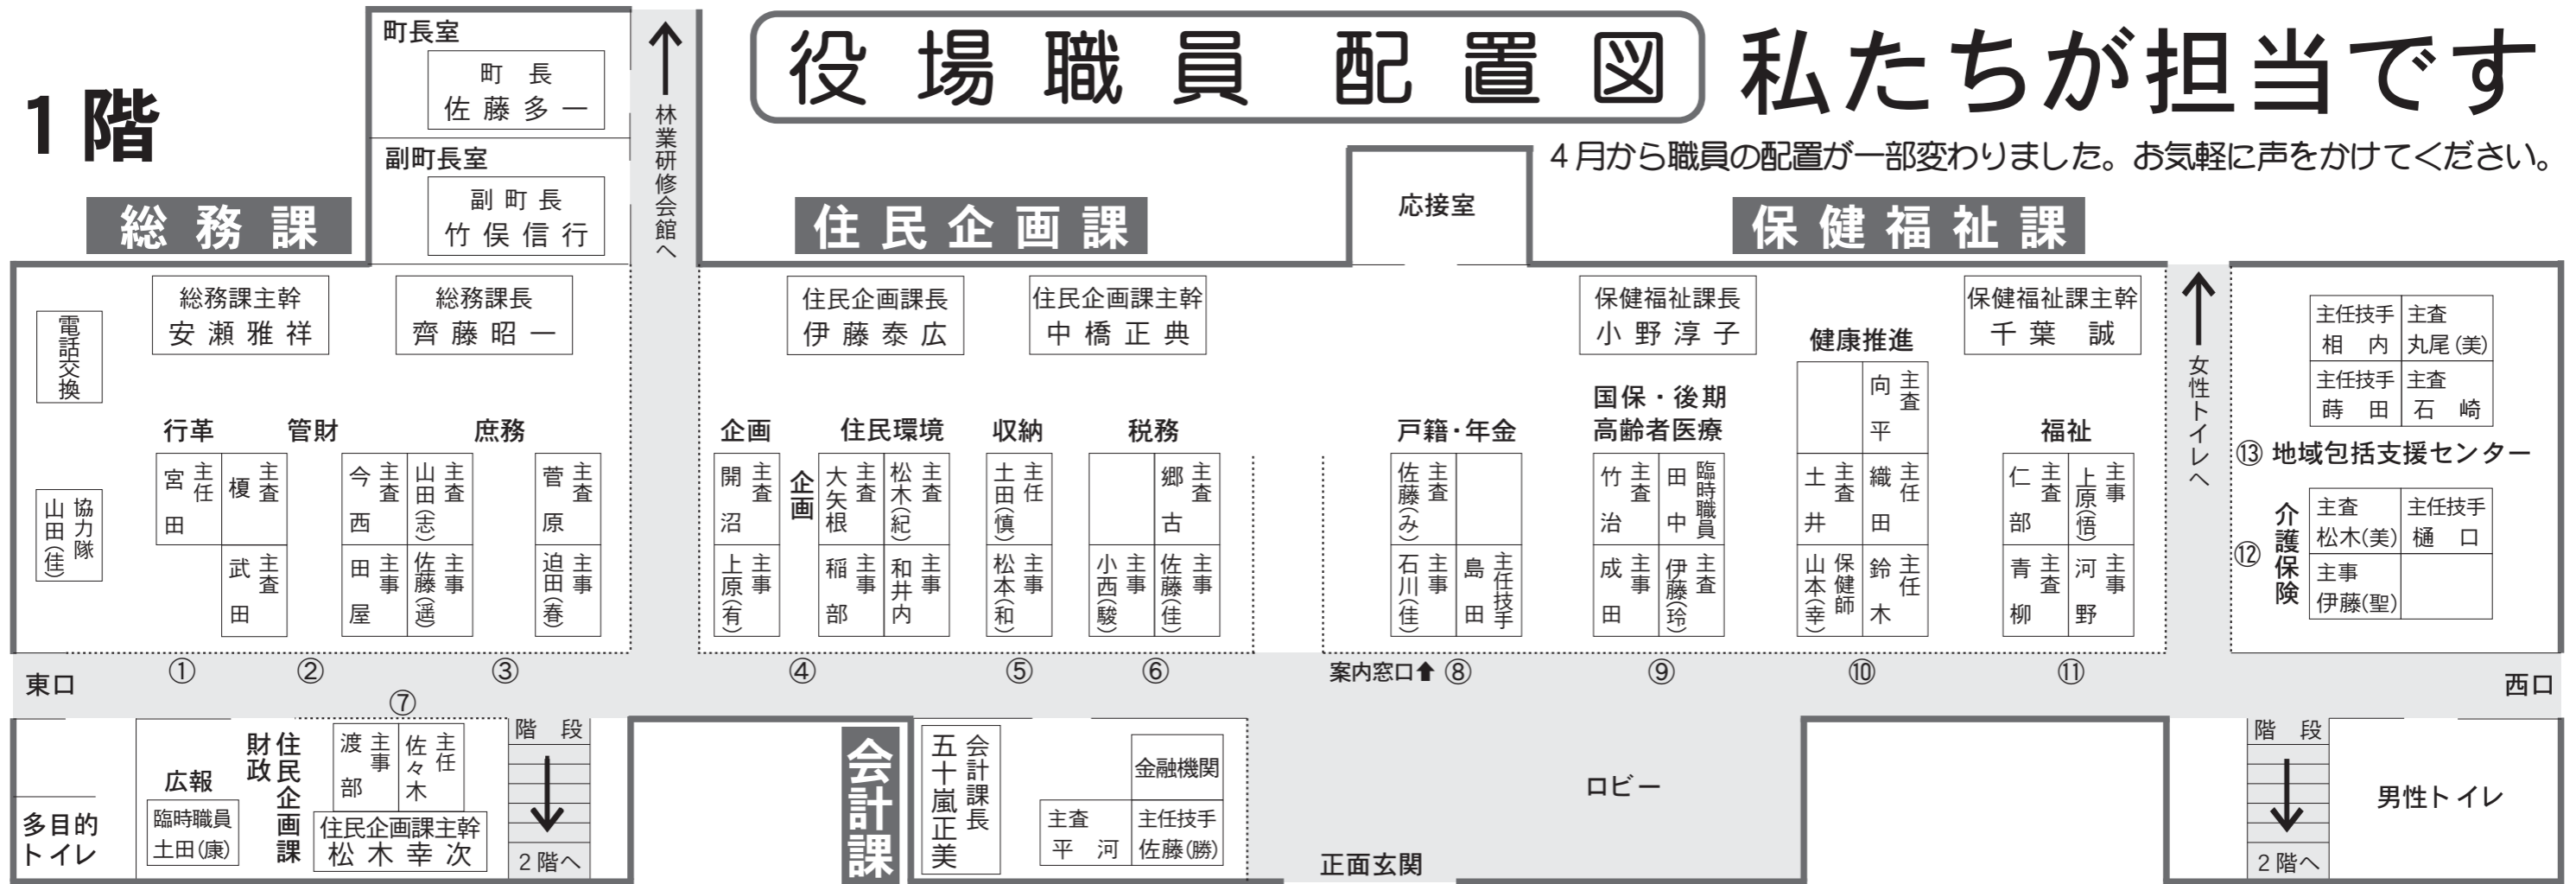 役場職員 配置図
私たちが担当です
4月から職員の配置が一部変わりました。お気軽に声をかけてください。
1階
町長室
町長
佐藤多一
副町長室
副町長
竹俣信行
林業研修会館へ
総務課
総務課主幹
安瀬雅祥
総務課長
齊藤昭一
電話交換
協力隊
山田(佳)
行革
管財
庶務
主任
宮田
主査
榎
主査
武田
主査
今西
主査
山田(志)
主事
田屋
主事
佐藤(遥)
主査
菅原
主事
迫田(春)
①
②
③
住民企画課
住民企画課長
伊藤泰広
住民企画課主幹
中橋正典
企画
住民環境
収納
税務
主査
開沼
主事
上原(有)
企画
主査
大矢根
主査
松木(紀)
主事
稲部
主事
和井内
主任
土田(慎)
主事
松本(和)
主査
郷古
主事
小西(駿)
主事
佐藤(佳)
④
⑤
⑥
応接室
保健福祉課
保健福祉課長
小野淳子
保健福祉課主幹
千葉 誠
戸籍・年金
国保・後期
高齢者医療
健康推進
福祉
主査
佐藤(み)
主事
石川(佳)
主任技手
島田
主査
竹治
臨時職員
田中
主事
成田
主査
伊藤(玲)
主査
向平
主査
土井
主任
織田
保健師
山本(幸)
主任
鈴木
主査
仁部
主事
上原(悟)
主査
青柳
主事
河野
案内窓口⬆
⑧
⑨
⑩
⑪
女性トイレへ
主任技手
相内
主査
丸尾(美)
主任技手
蒔田
主査
石崎
⑬ 地域包括支援センター
⑫
介護保険
主査
松木(美)
主任技手
樋口
主事
伊藤(聖)
東口
西口
⑦
多目的
トイレ
広報
臨時職員
土田(康)
住民企画課
財政
主事
渡部
主任
佐々木
住民企画課主幹
松木幸次
階段
2階へ
会計課
会計課長
五十嵐正美
金融機関
主査
平河
主任技手
佐藤(勝)
ロビー
正面玄関
階段
2階へ
男性トイレ